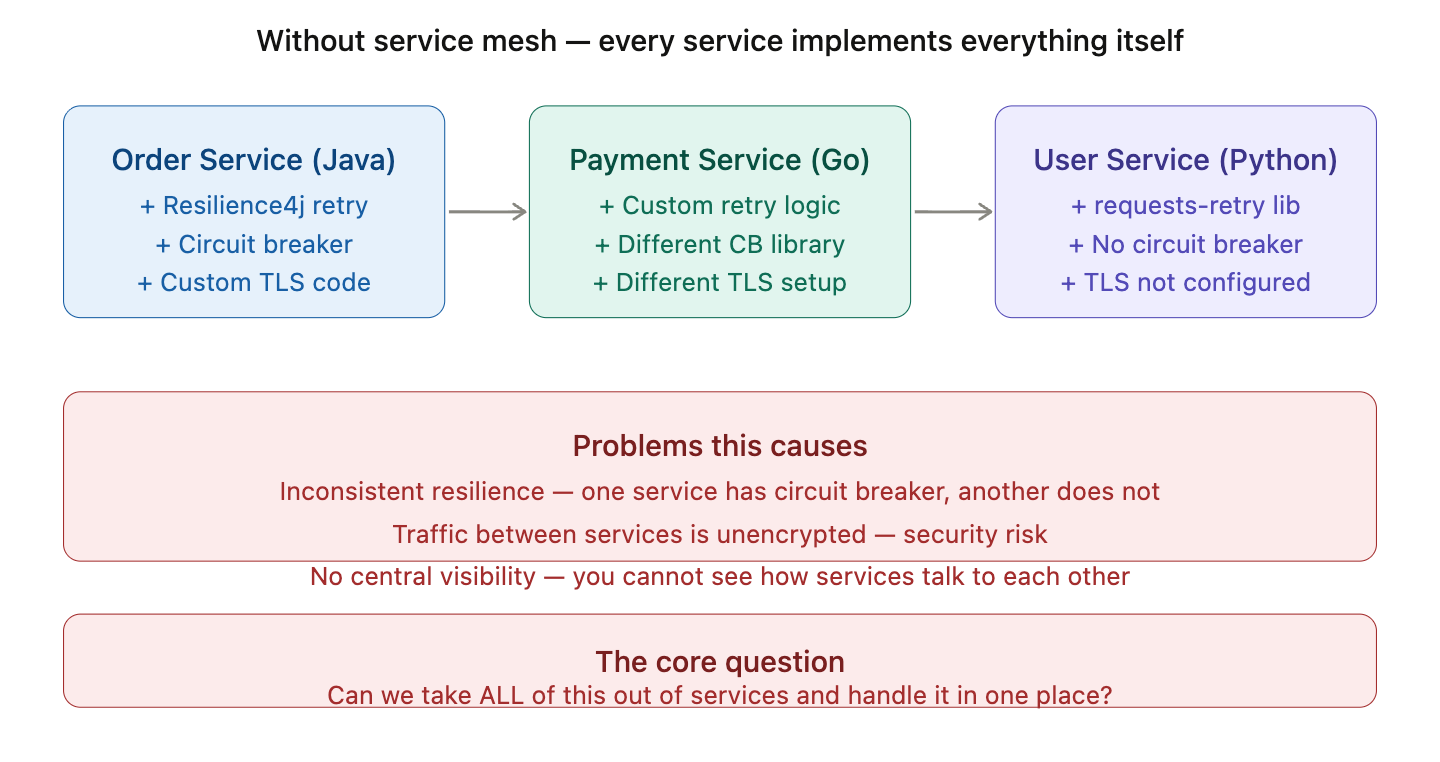 Without service mesh — every service implements everything itself
Order Service (Java)
+ Resilience4j retry
+ Circuit breaker
+ Custom TLS code
Payment Service (Go)
+ Custom retry logic
+ Different CB library
+ Different TLS setup
User Service (Python)
+ requests-retry lib
+ No circuit breaker
+ TLS not configured
Problems this causes
Inconsistent resilience — one service has circuit breaker, another does not
Traffic between services is unencrypted — security risk
No central visibility — you cannot see how services talk to each other
The core question
Can we take ALL of this out of services and handle it in one place?